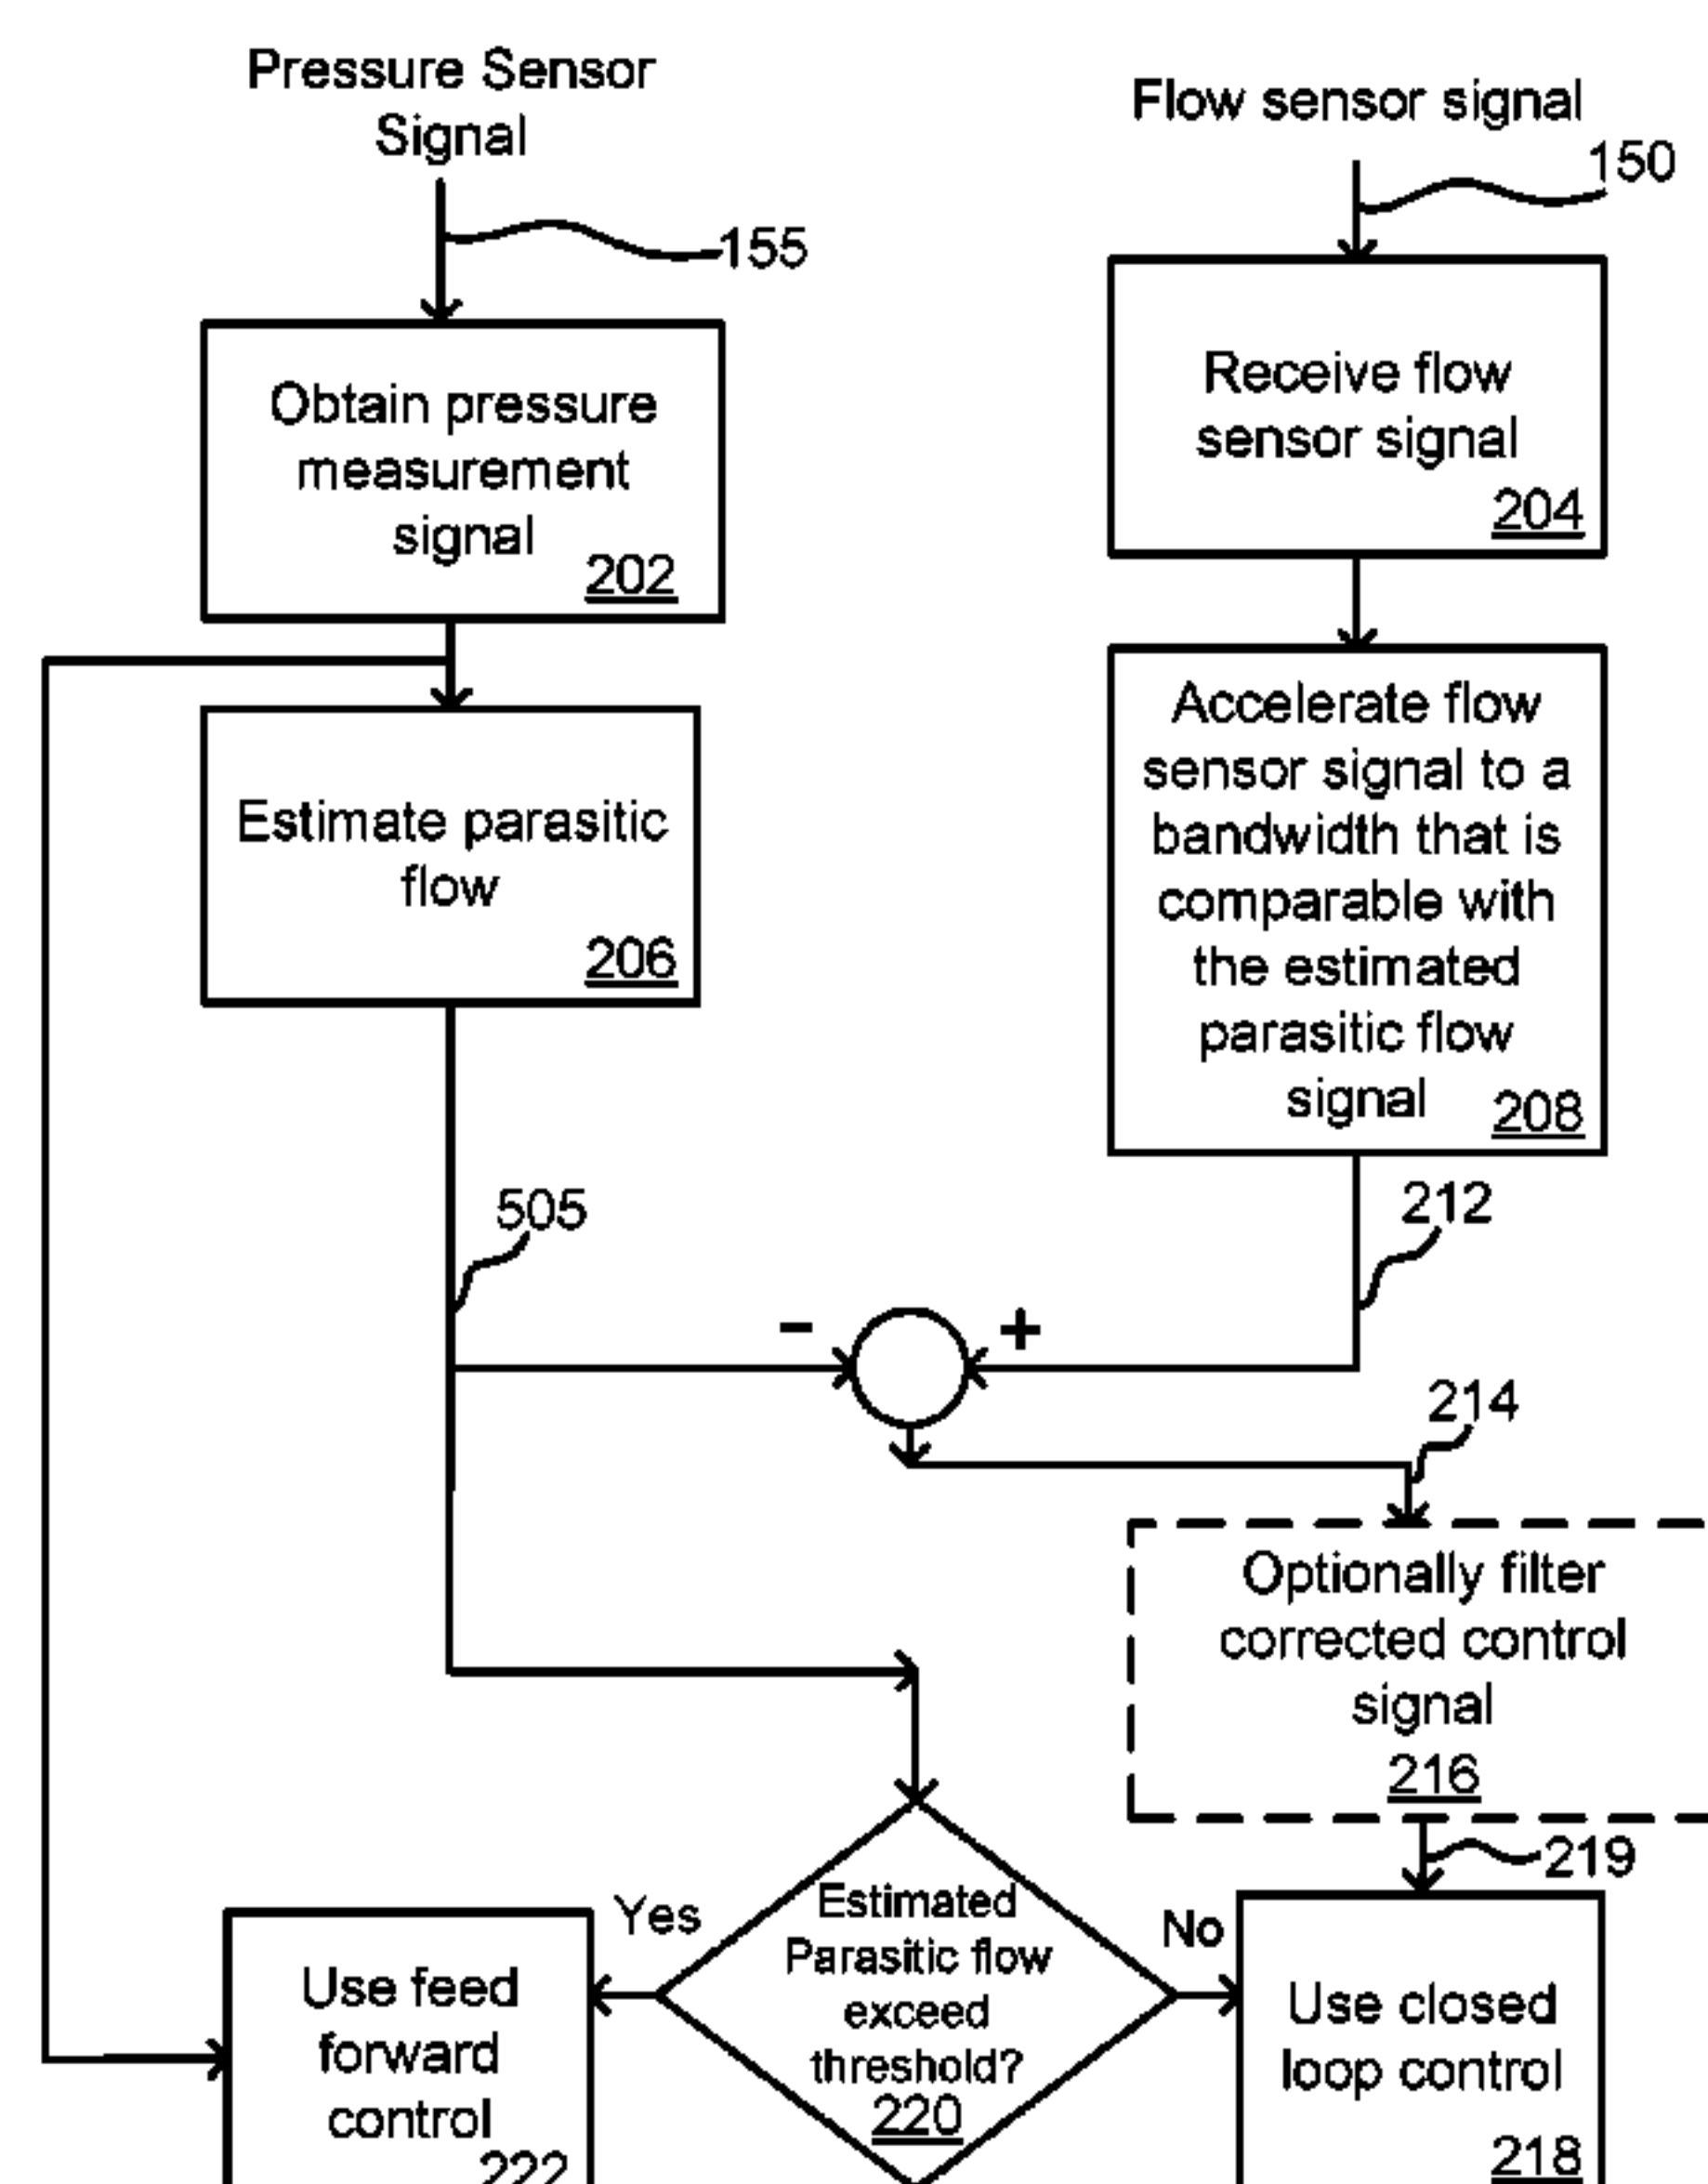 Pressure Sensor
Signal
155
Obtain pressure
measurement
signal
202
Estimate parasitic
flow
206
505
Flow sensor signal
150
Receive flow
sensor signal
204
Accelerate flow
sensor signal to a
bandwidth that is
comparable with
the estimated
parasitic flow
signal
208
212
-
+
214
Optionally filter
corrected control
signal
216
219
Estimated
Parasitic flow
exceed
threshold?
220
Yes
No
Use feed
forward
control
222
Use closed
loop control
218